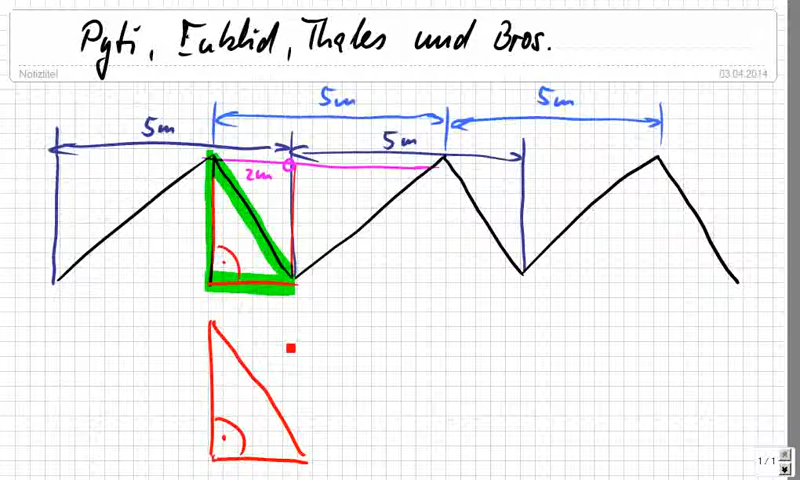 Pyti, Euklid, Thales und Bros.
Notiztitel
03.04.2014
5m
5m
5m
5m
2m
1/1